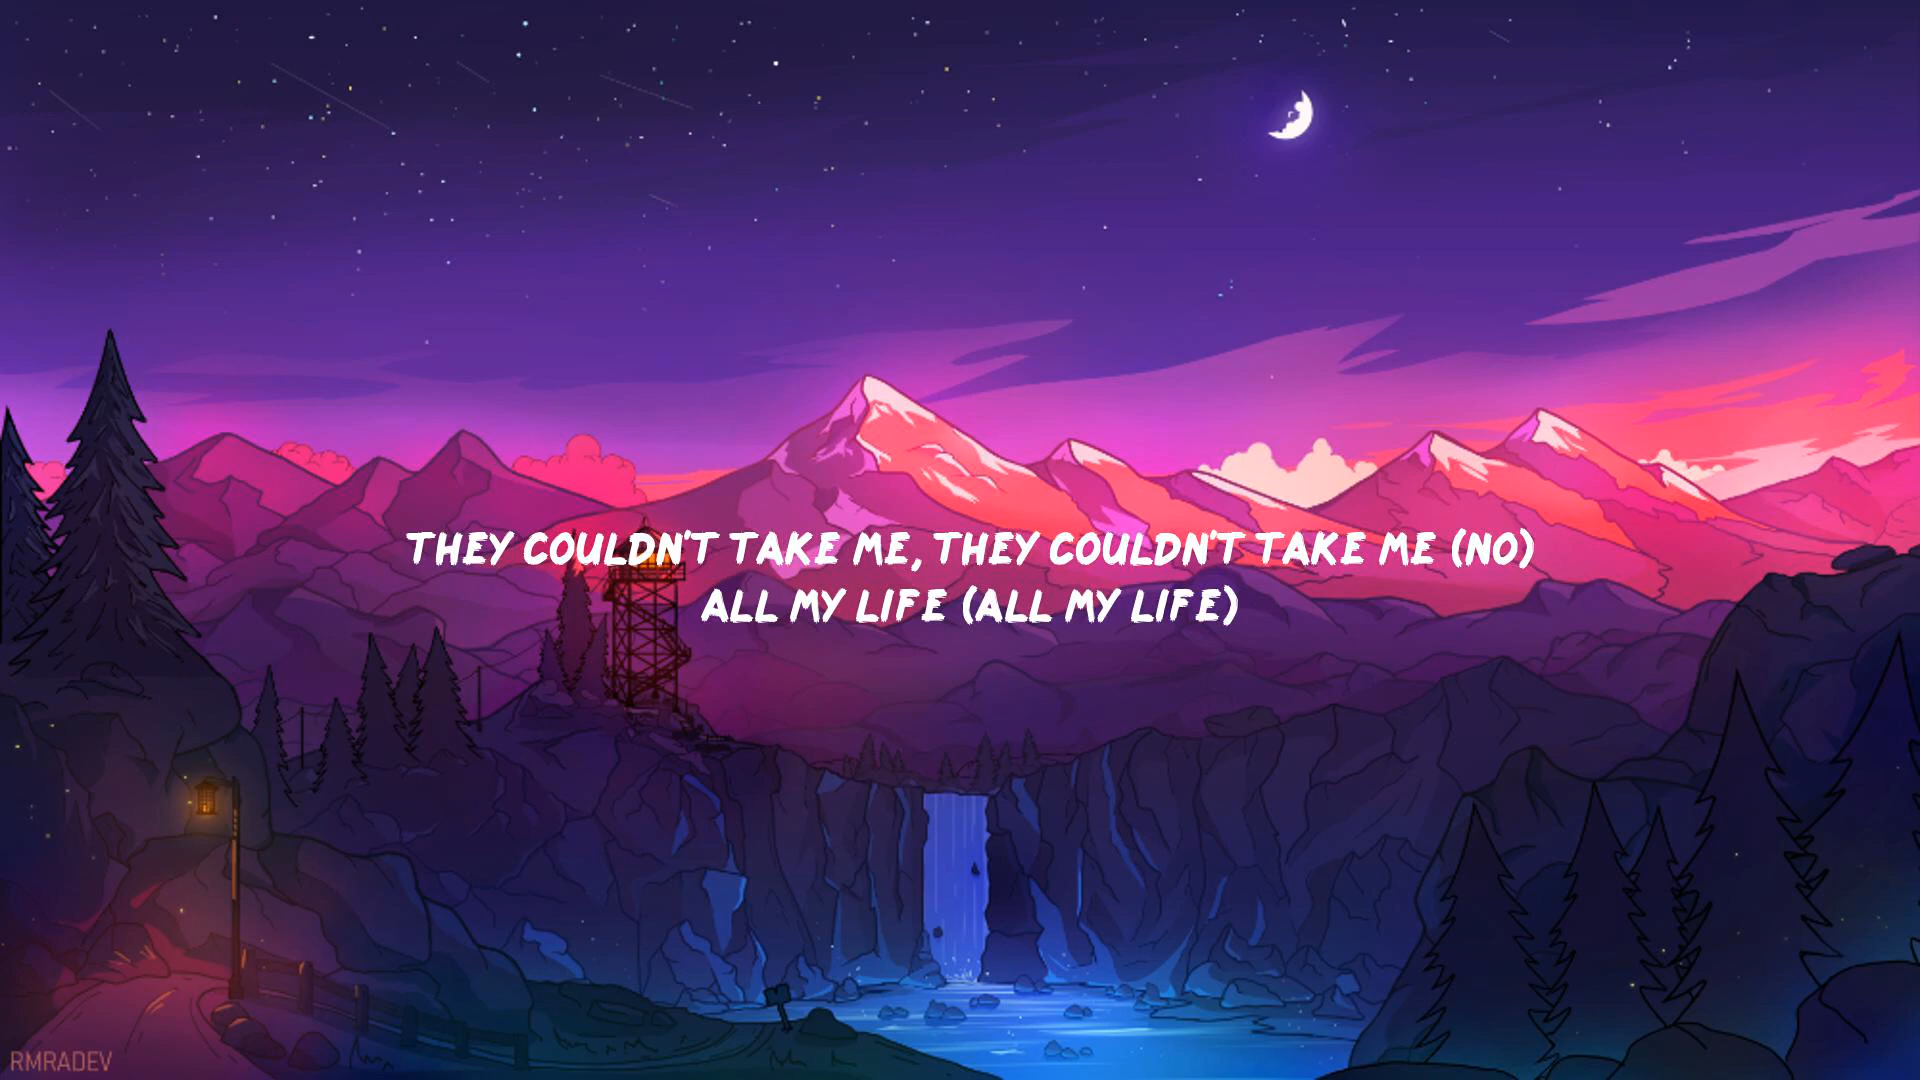 THEY COULDN'T TAKE ME, THEY COULDN'T TAKE ME (NO)
ALL MY LIFE (ALL MY LIFE)
RMRADEV